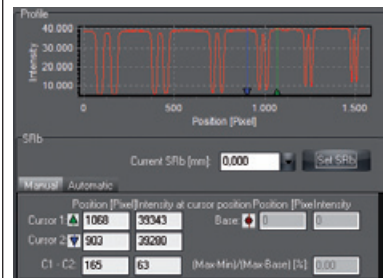 Profile
40.000
30.000
20.000
10.000
Intensity
0 500 1.000 1.500
Position [Pixel]
SRb
Current SRb [mm]: 0,000 Set SRb
Manual Automatic
Position [Pixel] Intensity at cursor position Position [Pixel Intensity
Cursor 1: 1068 39343 Base: 0 0
Cursor 2: 903 39280
C1 - C2: 165 63 (Max-Min)/(Max-Base) [%] 0,00